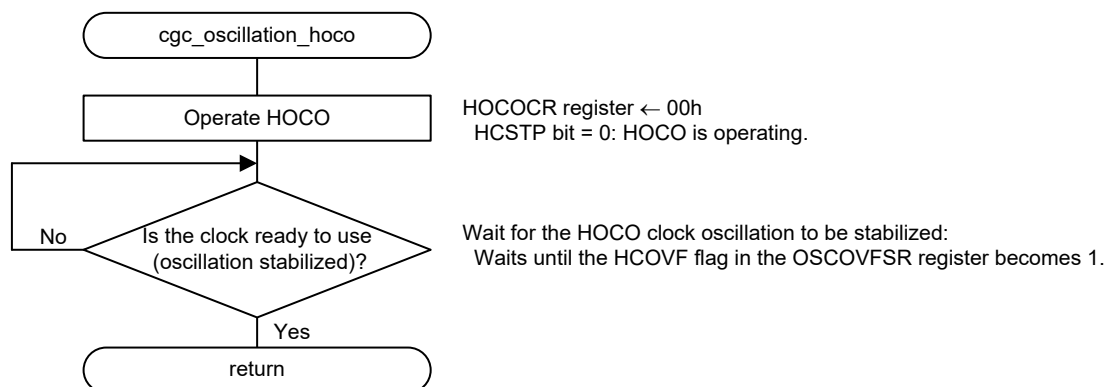 cgc_oscillation_hoco
Operate HOCO
HOCOCR register ← 00h
HCSTP bit = 0: HOCO is operating.
No
Is the clock ready to use
(oscillation stabilized)?
Wait for the HOCO clock oscillation to be stabilized:
Waits until the HCOVF flag in the OSCOVFSR register becomes 1.
Yes
return